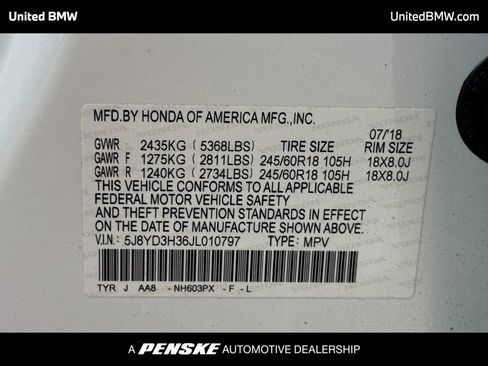 United BMW
UnitedBMW.com
MFD.BY HONDA OF AMERICA MFG.,INC.
07/'18
GVWR 2435KG ( 5368LBS) TIRE SIZE RIM SIZE
GAWR F 1275KG ( 2811LBS) 245/60R18 105H 18X8.0J
GAWR R 1240KG ( 2734LBS) 245/60R18 105H 18X8.0J
THIS VEHICLE CONFORMS TO ALL APPLICABLE
FEDERAL MOTOR VEHICLE SAFETY
AND THEFT PREVENTION STANDARDS IN EFFECT
ON THE DATE OF MANUFACTURE SHOWN ABOVE.
V.I.N.: 5J8YD3H36JL010797 TYPE: MPV
TYR J AA8 -NH603PX -F -L
A PENSKE AUTOMOTIVE DEALERSHIP